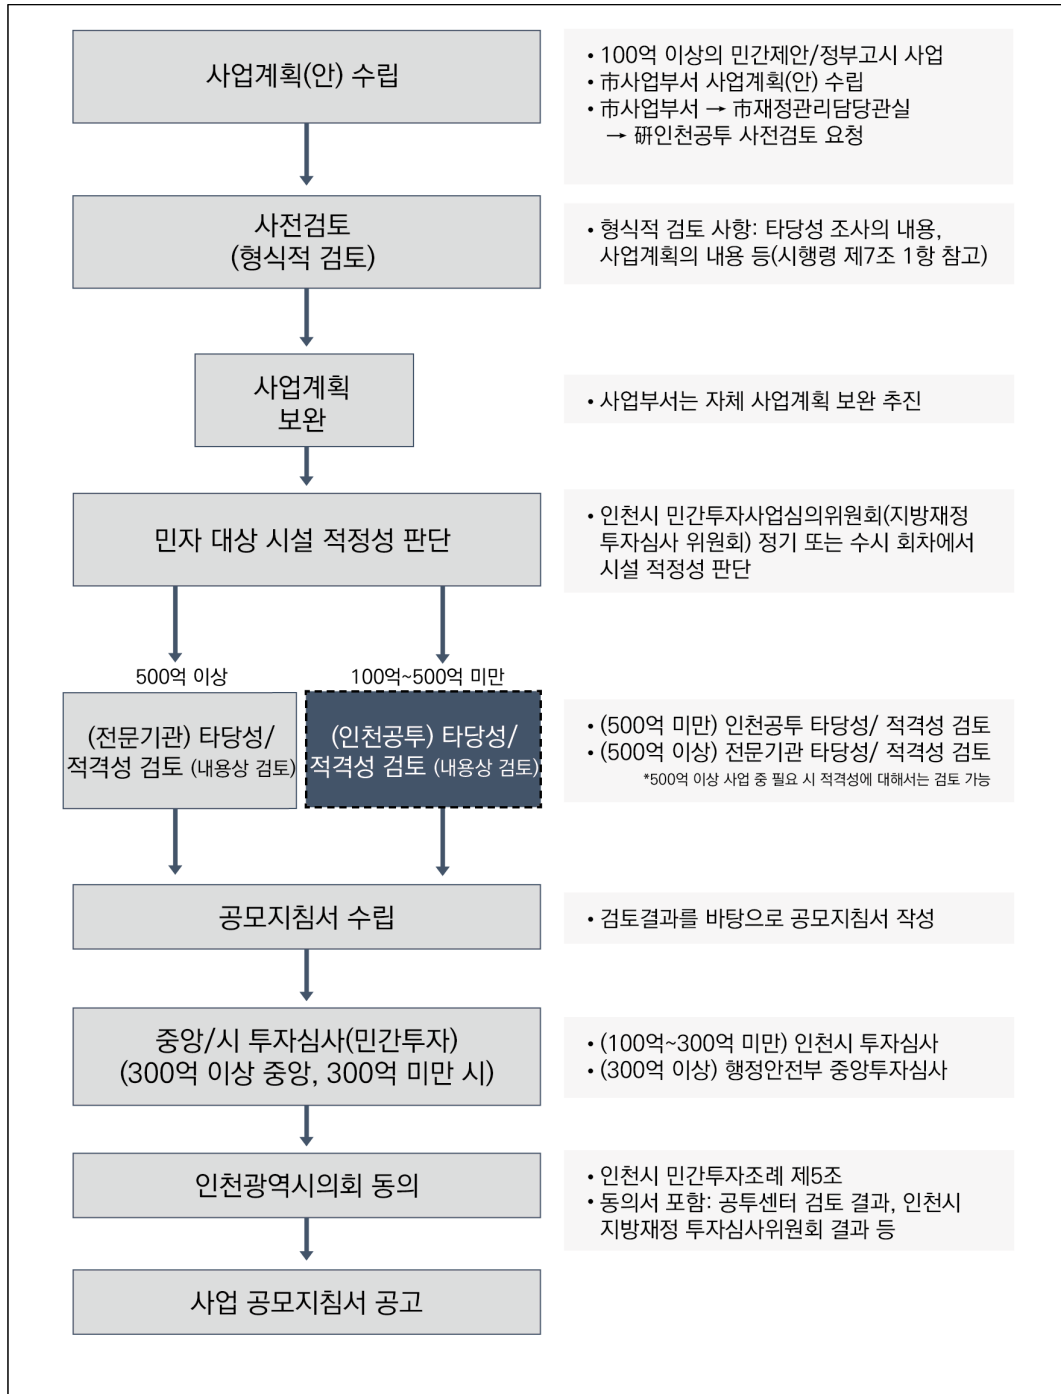 사업계획(안) 수립
• 100억 이상의 민간제안/정부고시 사업
• 市사업부서 사업계획(안) 수립
• 市사업부서 → 市재정관리담당관실
→ 硏인천공투 사전검토 요청
사전검토
(형식적 검토)
• 형식적 검토 사항: 타당성 조사의 내용,
사업계획의 내용 등(시행령 제7조 1항 참고)
사업계획
보완
• 사업부서는 자체 사업계획 보완 추진
민자 대상 시설 적정성 판단
• 인천시 민간투자사업심의위원회(지방재정
투자심사 위원회) 정기 또는 수시 회차에서
시설 적정성 판단
500억 이상
100억~500억 미만
(전문기관) 타당성/
적격성 검토 (내용상 검토)
(인천공투) 타당성/
적격성 검토 (내용상 검토)
• (500억 미만) 인천공투 타당성/ 적격성 검토
• (500억 이상) 전문기관 타당성/ 적격성 검토
*500억 이상 사업 중 필요 시 적격성에 대해서는 검토 가능
공모지침서 수립
• 검토결과를 바탕으로 공모지침서 작성
중앙/시 투자심사(민간투자)
(300억 이상 중앙, 300억 미만 시)
• (100억~300억 미만) 인천시 투자심사
• (300억 이상) 행정안전부 중앙투자심사
인천광역시의회 동의
• 인천시 민간투자조례 제5조
• 동의서 포함: 공투센터 검토 결과, 인천시
지방재정 투자심사위원회 결과 등
사업 공모지침서 공고